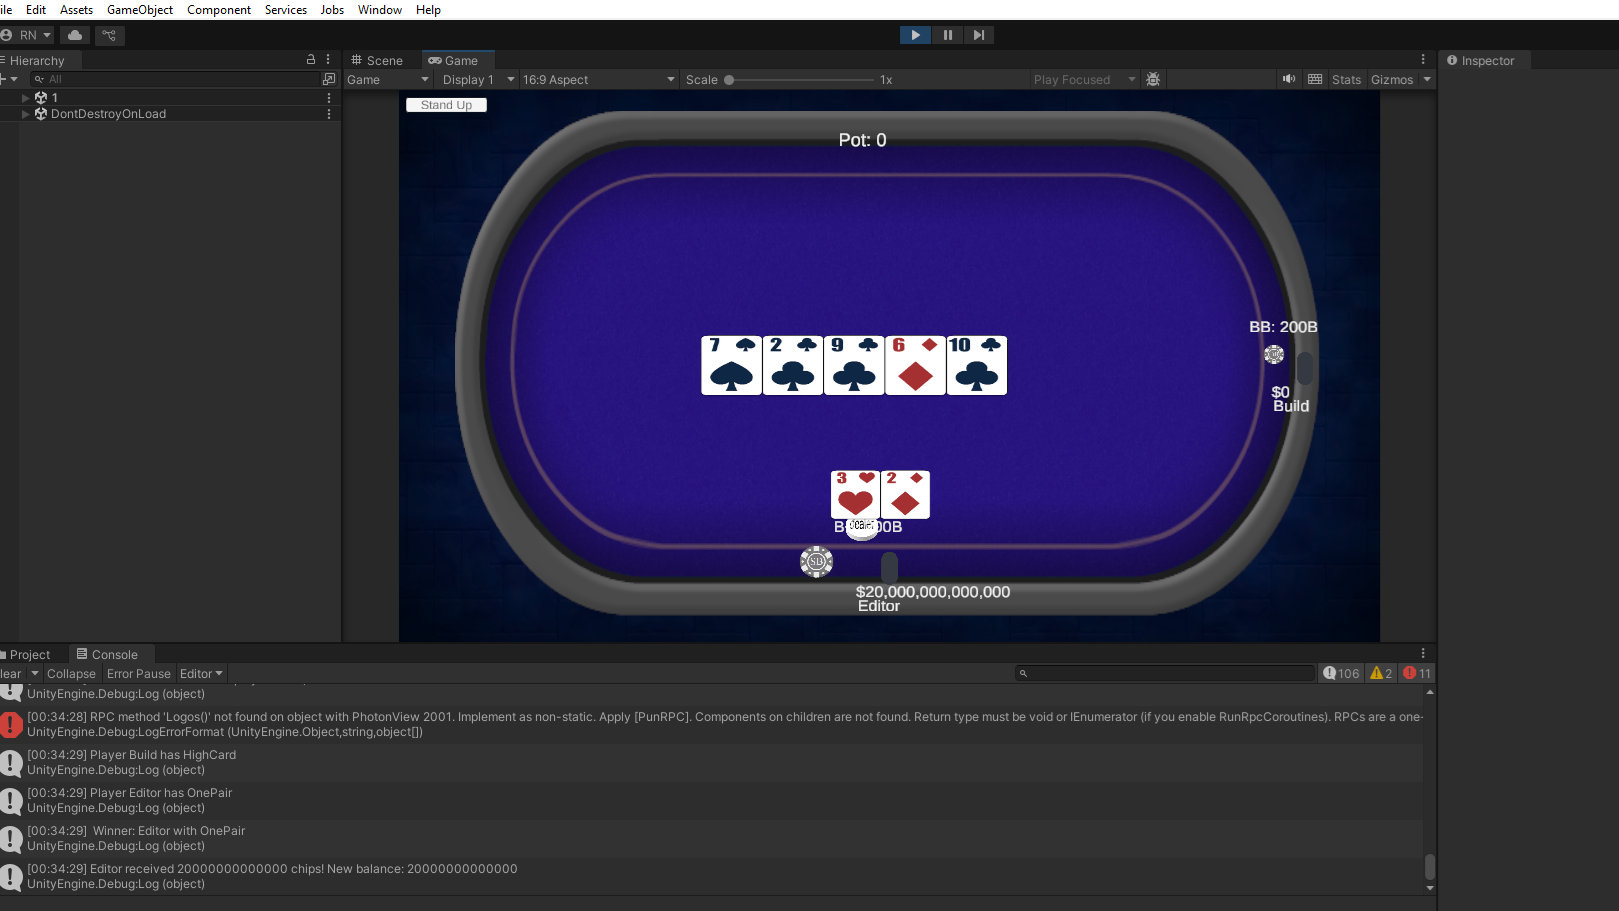 ile Edit Assets GameObject Component Services Jobs Window Help
RN
Hierarchy
All
1
DontDestroyOnLoad
Scene Game
Game Display 1 16:9 Aspect Scale 1x Play Focused Stats Gizmos
Inspector
Stand Up
Pot: 0
BB: 200B
7 2 9 6 10
$0
Build
3 2
SB
$20,000,000,000,000
Editor
Project Console
lear Collapse Error Pause Editor 106 2 11
UnityEngine.Debug:Log (object)
[00:34:28] RPC method 'Logos()' not found on object with PhotonView 2001. Implement as non-static. Apply [PunRPC]. Components on children are not found. Return type must be void or IEnumerator (if you enable RunRpcCoroutines). RPCs are a one-
UnityEngine.Debug:LogErrorFormat (UnityEngine.Object,string,object[])
[00:34:29] Player Build has HighCard
UnityEngine.Debug:Log (object)
[00:34:29] Player Editor has OnePair
UnityEngine.Debug:Log (object)
[00:34:29] Winner: Editor with OnePair
UnityEngine.Debug:Log (object)
[00:34:29] Editor received 20000000000000 chips! New balance: 20000000000000
UnityEngine.Debug:Log (object)